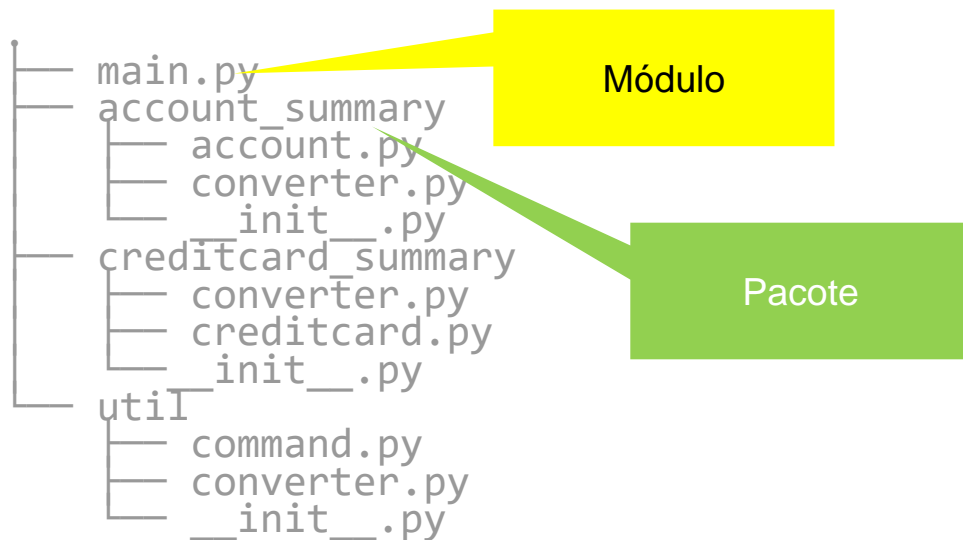 .
├── main.py
├── account_summary
│   ├── account.py
│   ├── converter.py
│   └── __init__.py
├── creditcard_summary
│   ├── converter.py
│   ├── creditcard.py
│   └── __init__.py
└── util
    ├── command.py
    ├── converter.py
    └── __init__.py
Módulo
Pacote